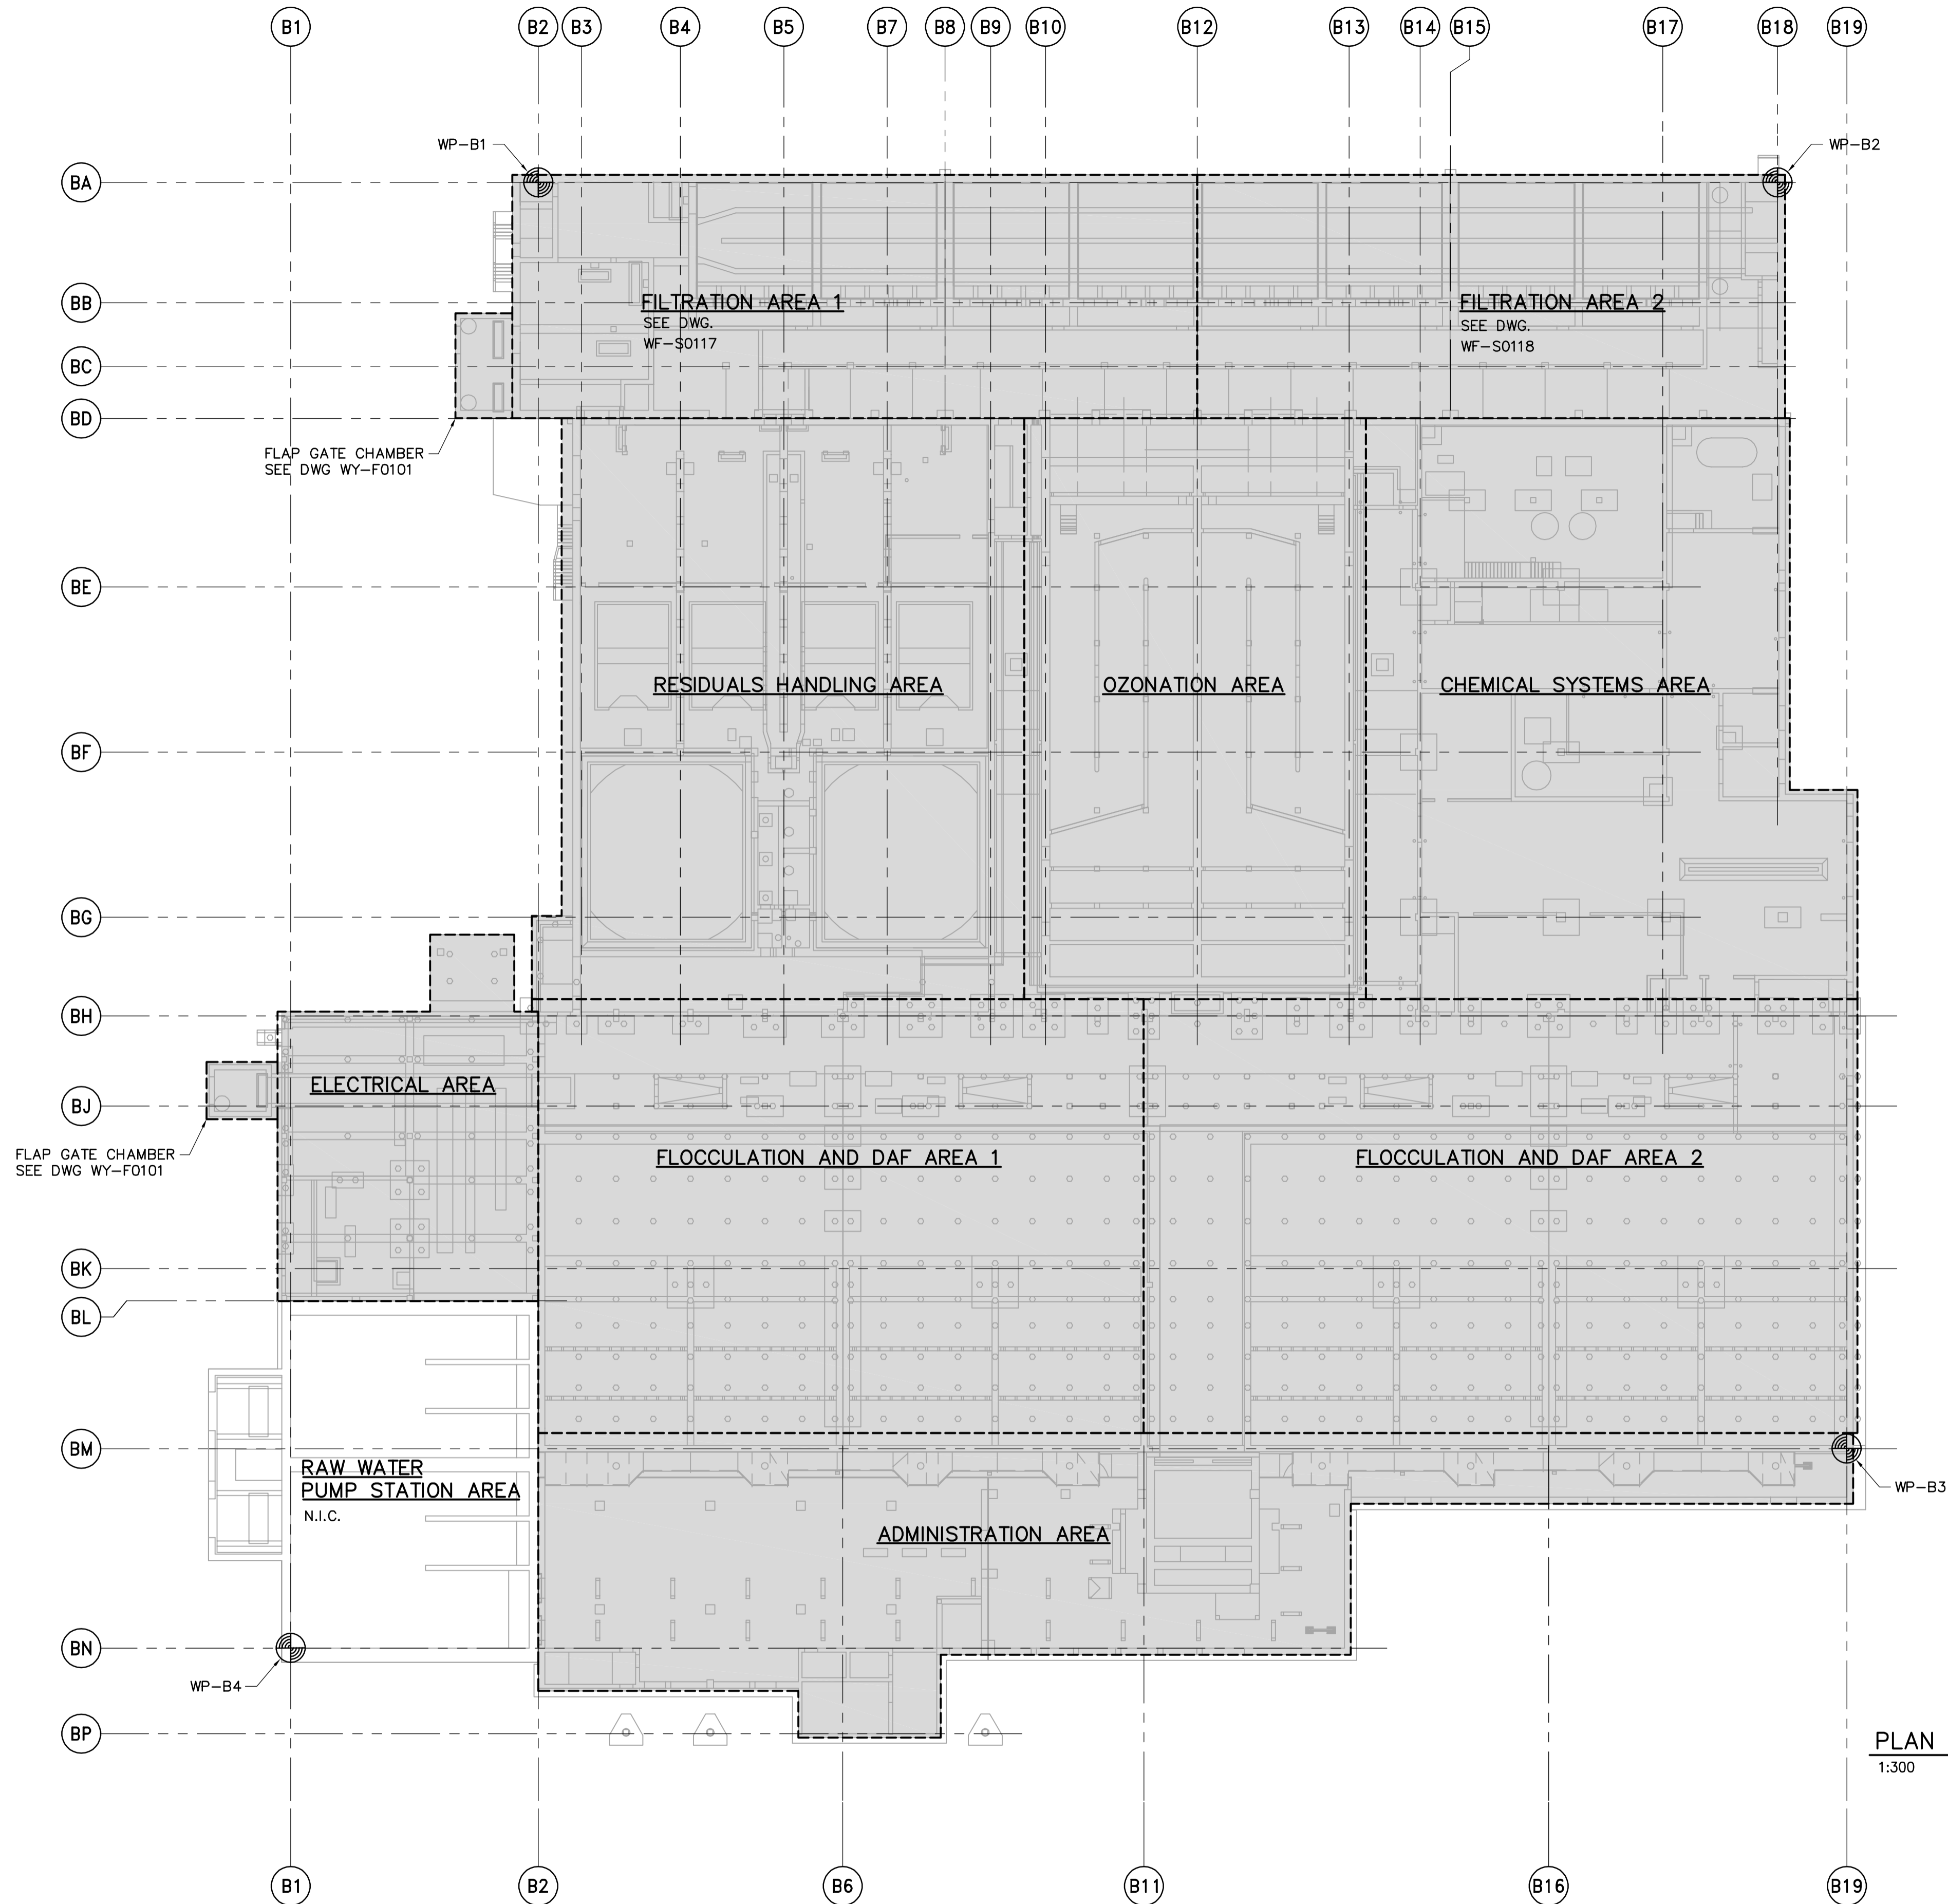 B1
B2
B3
B4
B5
B7
B8
B9
B10
B12
B13
B14
B15
B17
B18
B19
WP-B1
WP-B2
BA
BB
FILTRATION AREA 1
SEE DWG.
WF-S0117
FILTRATION AREA 2
SEE DWG.
WF-S0118
BC
BD
FLAP GATE CHAMBER
SEE DWG WY-F0101
BE
RESIDUALS HANDLING AREA
OZONATION AREA
CHEMICAL SYSTEMS AREA
BF
BG
BH
ELECTRICAL AREA
BJ
FLAP GATE CHAMBER
SEE DWG WY-F0101
FLOCCULATION AND DAF AREA 1
FLOCCULATION AND DAF AREA 2
BK
BL
BM
RAW WATER
PUMP STATION AREA
N.I.C.
WP-B3
ADMINISTRATION AREA
BN
WP-B4
BP
PLAN
1:300
B1
B2
B6
B11
B16
B19